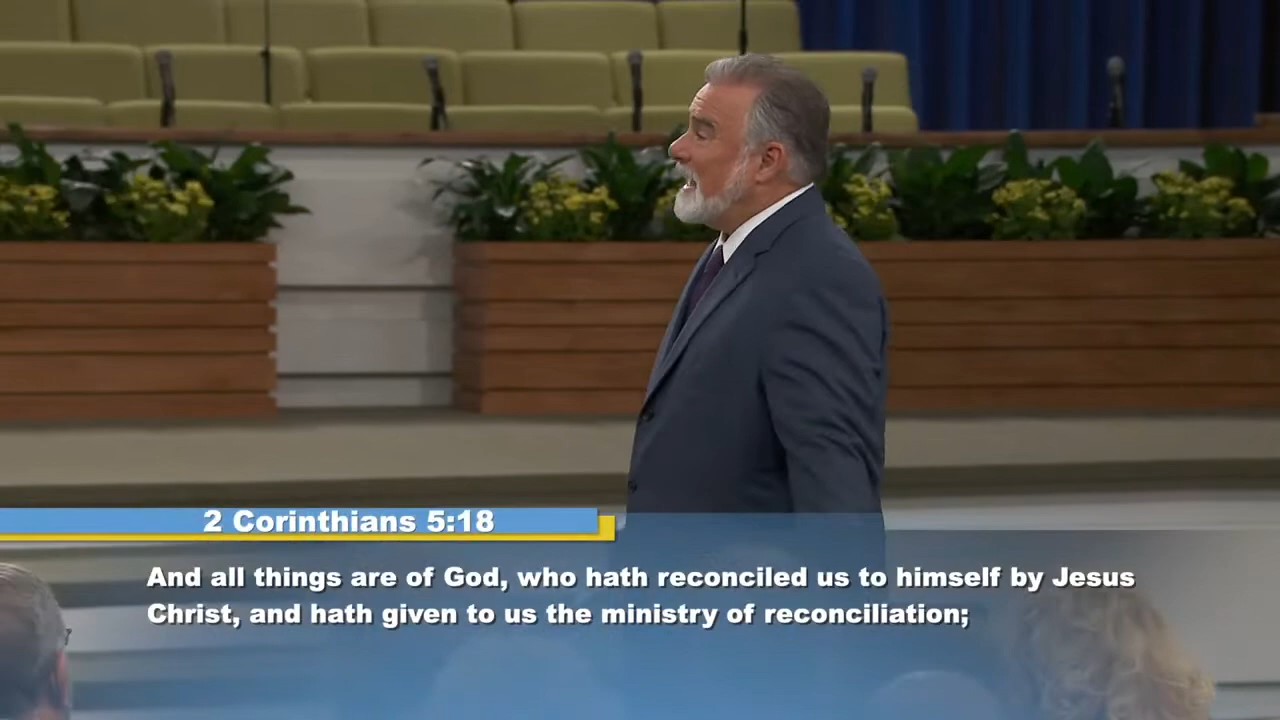 2 Corinthians 5:18
And all things are of God, who hath reconciled us to himself by Jesus
Christ, and hath given to us the ministry of reconciliation;